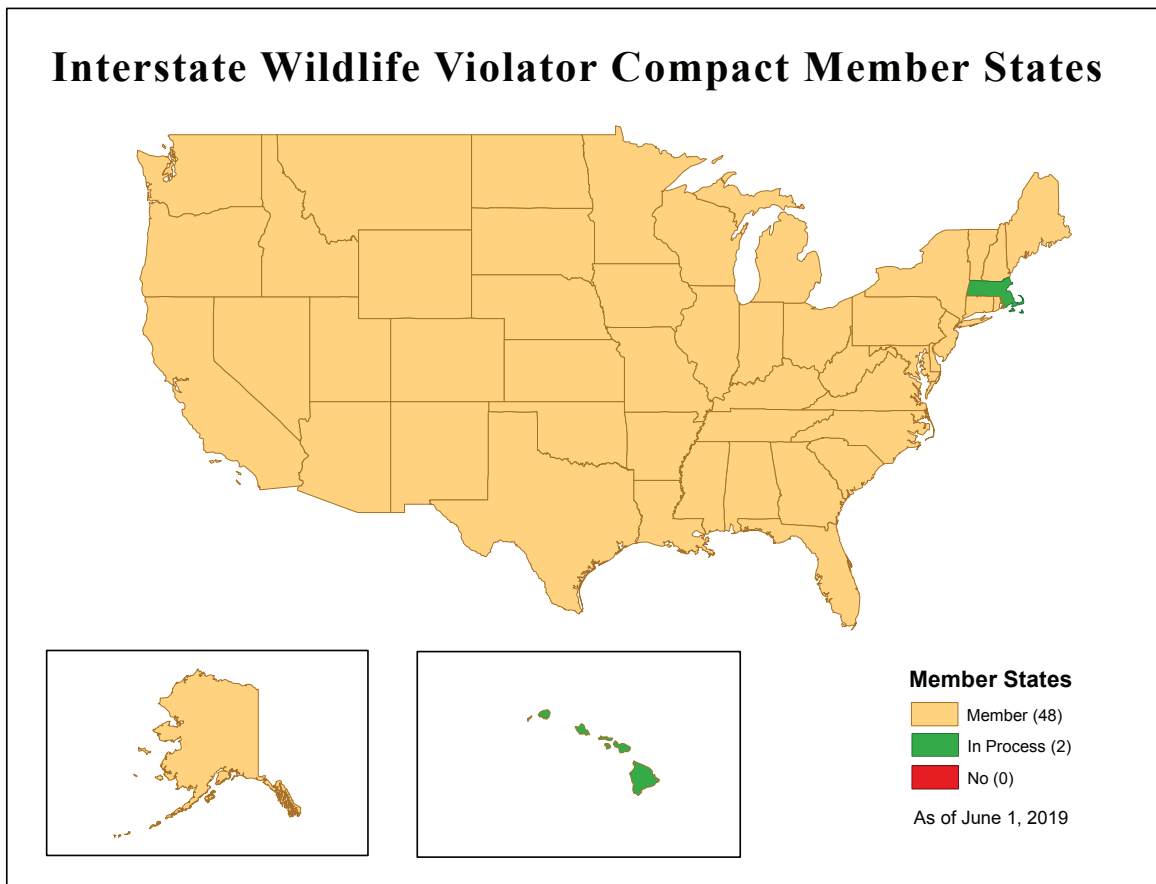 Interstate Wildlife Violator Compact Member States
Member States
Member (48)
In Process (2)
No (0)
As of June 1, 2019